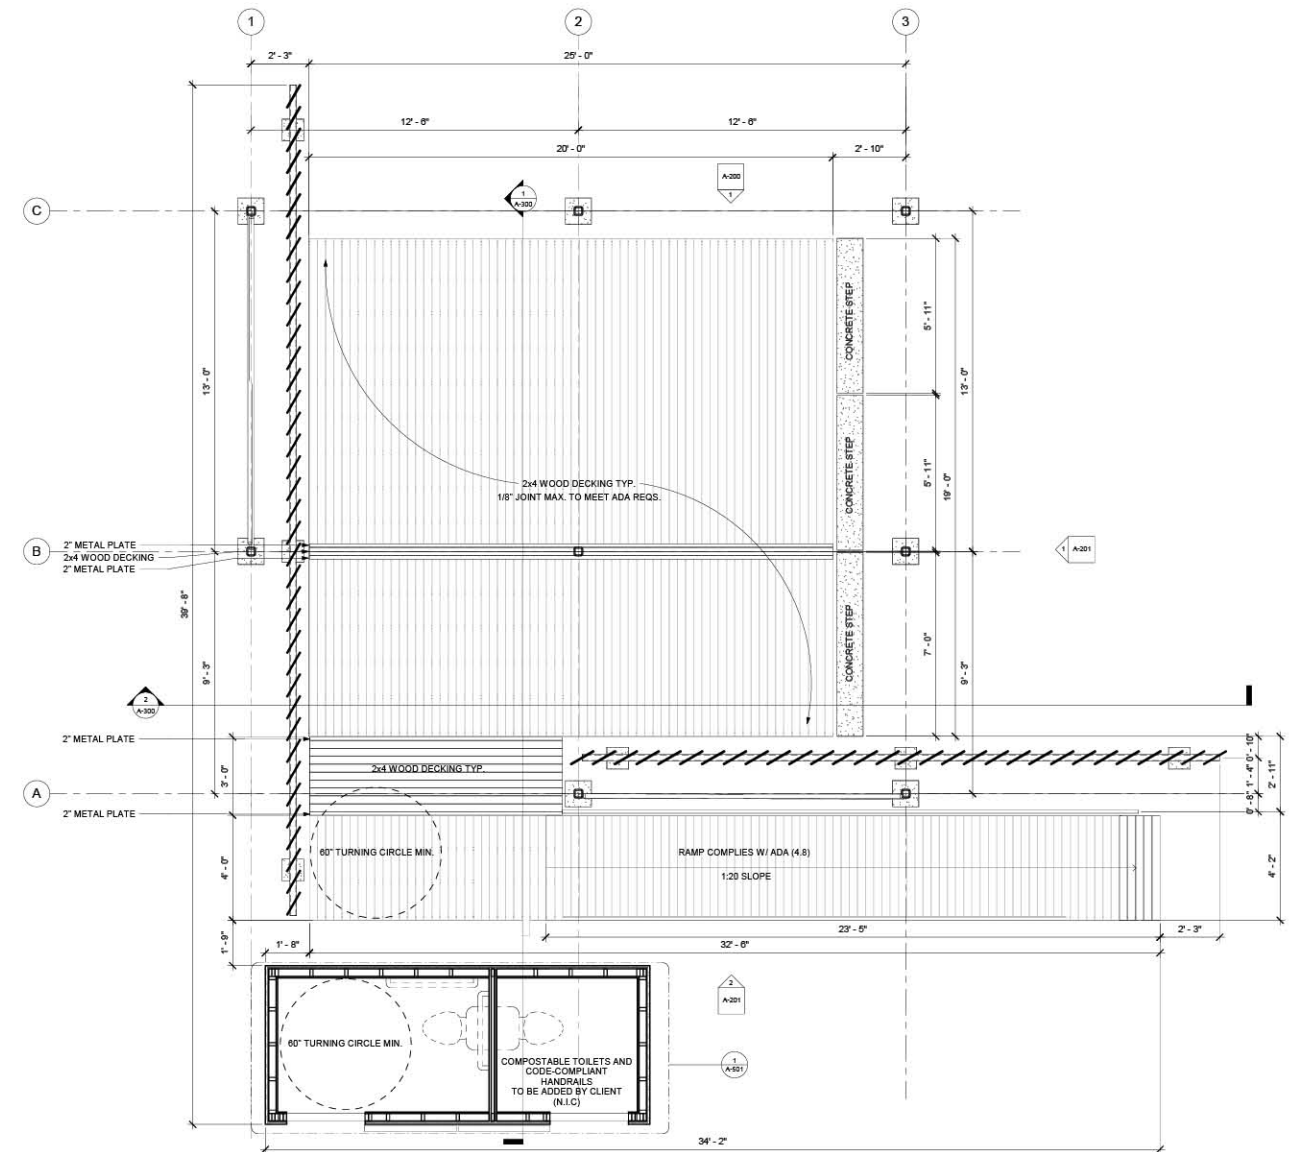 1
2
3
2' - 3"
25' - 0"
12' - 6"
12' - 6"
20' - 0"
2' - 10"
A-200
1
1
A-300
C
CONCRETE STEP
5' - 11"
13' - 0"
13' - 0"
2x4 WOOD DECKING TYP.
1/8" JOINT MAX. TO MEET ADA REQS.
CONCRETE STEP
5' - 11"
19' - 0"
B
2" METAL PLATE
2x4 WOOD DECKING
2" METAL PLATE
1
A-201
39' - 8"
CONCRETE STEP
7' - 0"
9' - 3"
9' - 3"
2
A-300
2" METAL PLATE
3' - 0"
2x4 WOOD DECKING TYP.
0' - 10"
1' - 4"
0' - 8"
2' - 11"
A
2" METAL PLATE
60" TURNING CIRCLE MIN.
RAMP COMPLIES W/ ADA (4.8)
1:20 SLOPE
4' - 0"
4' - 2"
23' - 5"
2' - 3"
1' - 9"
1' - 8"
32' - 6"
2
A-201
60" TURNING CIRCLE MIN.
COMPOSTABLE TOILETS AND
CODE-COMPLIANT
HANDRAILS
TO BE ADDED BY CLIENT
(N.I.C)
1
A-501
34' - 2"